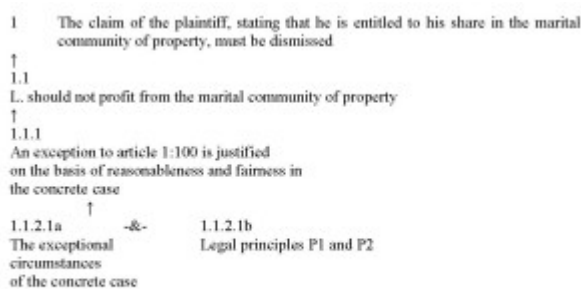 1 The claim of the plaintiff, stating that he is entitled to his share in the marital
community of property, must be dismissed
↑
1.1
L. should not profit from the marital community of property
↑
1.1.1
An exception to article 1:100 is justified
on the basis of reasonableness and fairness in
the concrete case
↑
1.1.2.1a -&- 1.1.2.1b
The exceptional Legal principles P1 and P2
circumstances
of the concrete case